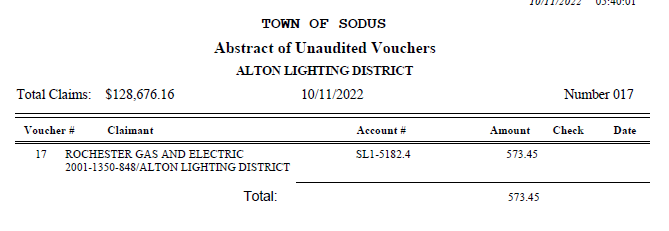 10/11/2022 03:40:01
TOWN OF SODUS
Abstract of Unaudited Vouchers
ALTON LIGHTING DISTRICT
Total Claims: $128,676.16 10/11/2022 Number 017
Voucher # Claimant Account # Amount Check Date
17 ROCHESTER GAS AND ELECTRIC SL1-5182.4 573.45
2001-1350-848/ALTON LIGHTING DISTRICT
Total: 573.45